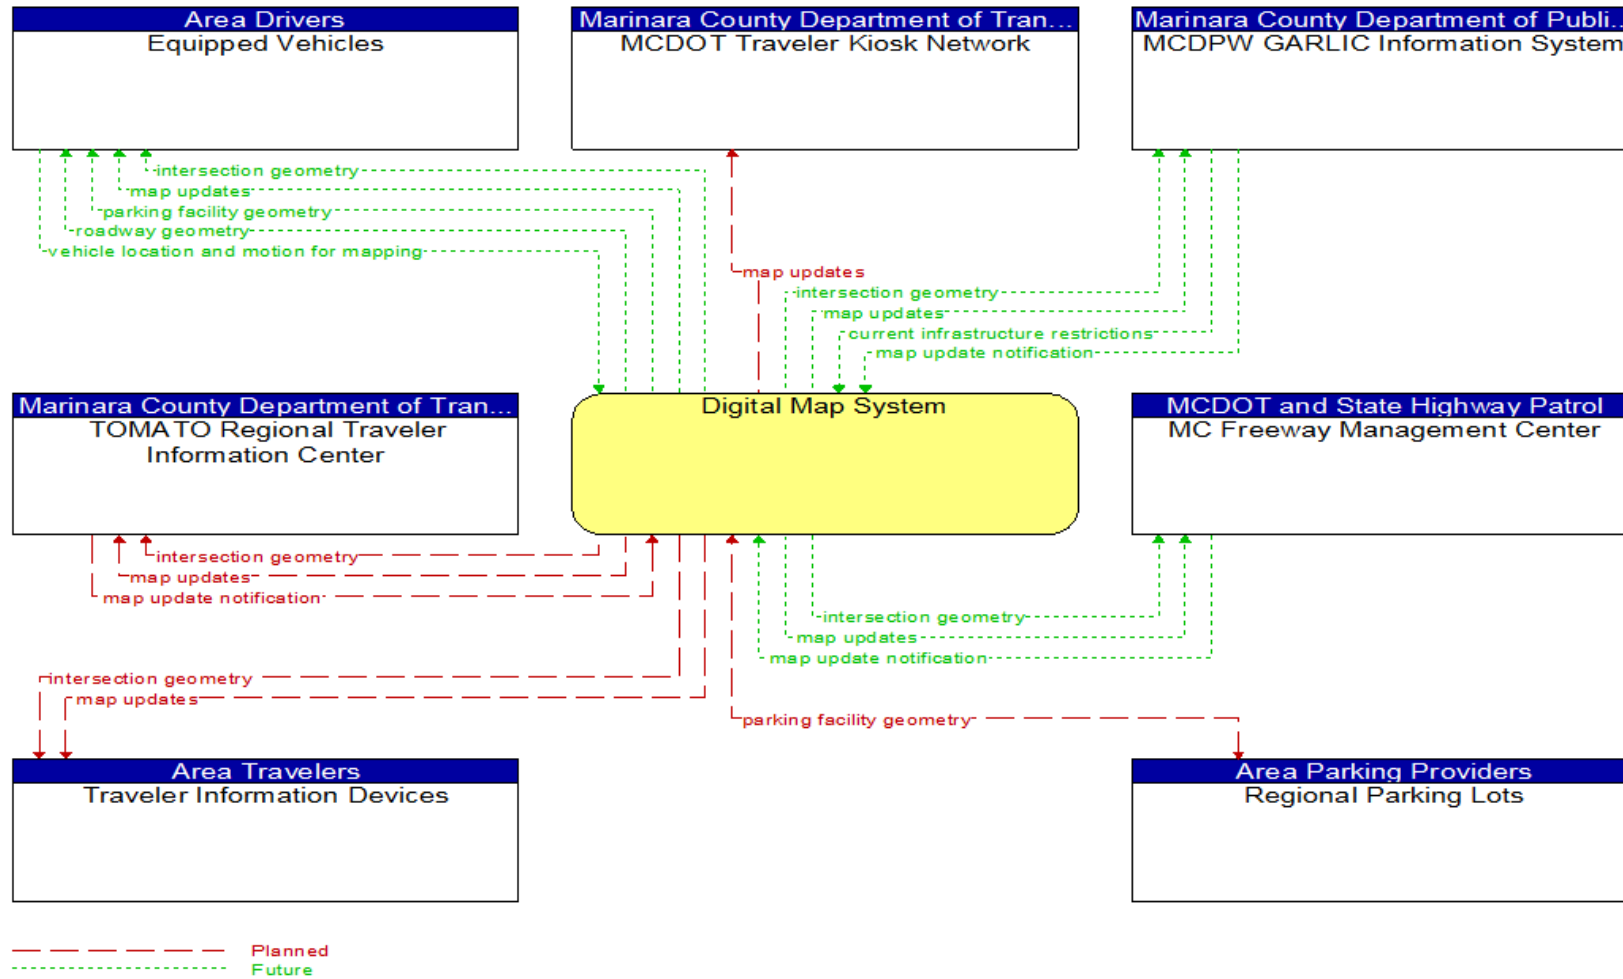 Area Drivers
Equipped Vehicles
Marinara County Department of Tran...
MCDOT Traveler Kiosk Network
Marinara County Department of Publi...
MCDPW GARLIC Information System
intersection geometry
map updates
parking facility geometry
roadway geometry
vehicle location and motion for mapping
map updates
intersection geometry
map updates
current infrastructure restrictions
map update notification
Marinara County Department of Tran...
TOMATO Regional Traveler
Information Center
Digital Map System
MCDOT and State Highway Patrol
MC Freeway Management Center
intersection geometry
map updates
map update notification
intersection geometry
map updates
map update notification
intersection geometry
map updates
parking facility geometry
Area Travelers
Traveler Information Devices
Area Parking Providers
Regional Parking Lots
Planned
Future